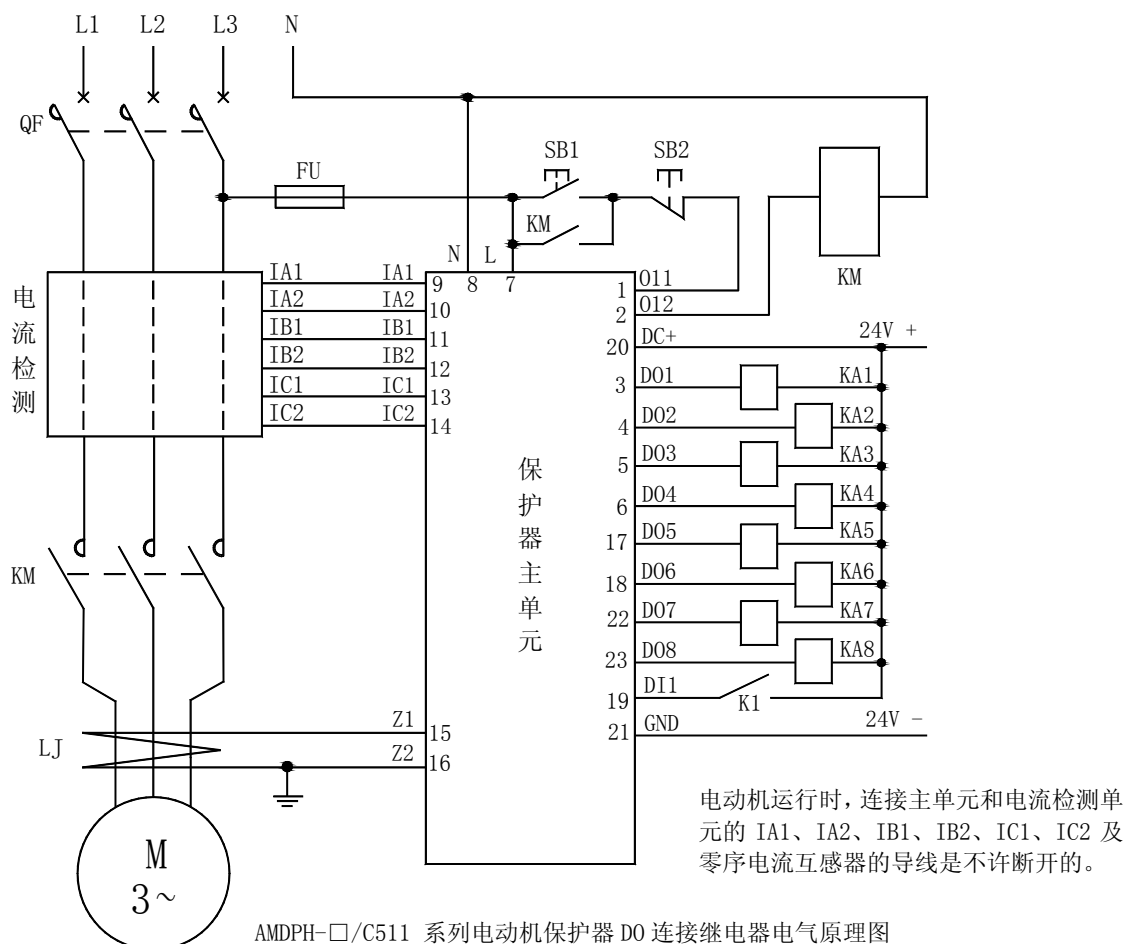 L1 L2 L3 N
QF
FU
SB1 SB2
KM
KM
N L
8 7
电流检测
IA1 IA1 9
IA2 IA2 10
IB1 IB1 11
IB2 IB2 12
IC1 IC1 13
IC2 IC2 14
保护器主单元
1 O11
2 O12
20 DC+ 24V +
3 DO1 KA1
4 DO2 KA2
5 DO3 KA3
6 DO4 KA4
17 DO5 KA5
18 DO6 KA6
22 DO7 KA7
23 DO8 KA8
19 DI1 K1
21 GND 24V -
KM
LJ
Z1 15
Z2 16
M
3~
电动机运行时,连接主单元和电流检测单
元的 IA1、IA2、IB1、IB2、IC1、IC2 及
零序电流互感器的导线是不许断开的。
AMDPH-□/C511 系列电动机保护器 DO 连接继电器电气原理图